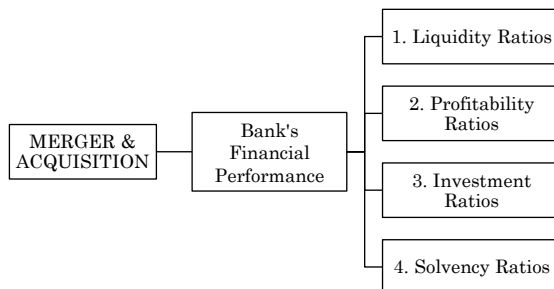 MERGER &
ACQUISITION
Bank's
Financial
Performance
1. Liquidity Ratios
2. Profitability
Ratios
3. Investment
Ratios
4. Solvency Ratios